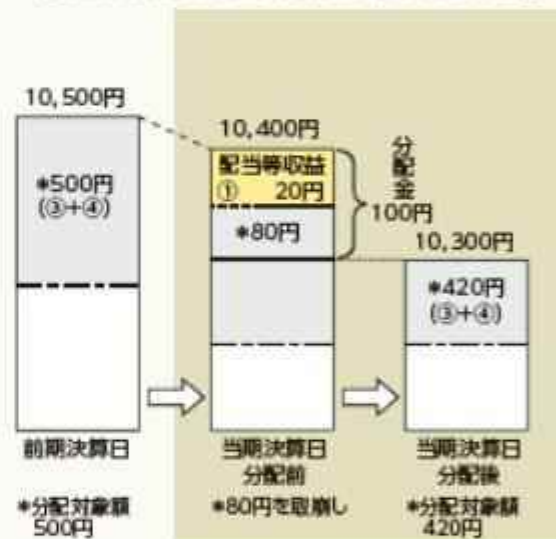 10,500円
*500円
(③+④)
前期決算日
*分配対象額
500円
10,400円
配当等収益
① 20円
*80円
分配金
100円
当期決算日
分配前
*80円を取崩し
10,300円
*420円
(③+④)
当期決算日
分配後
*分配対象額
420円